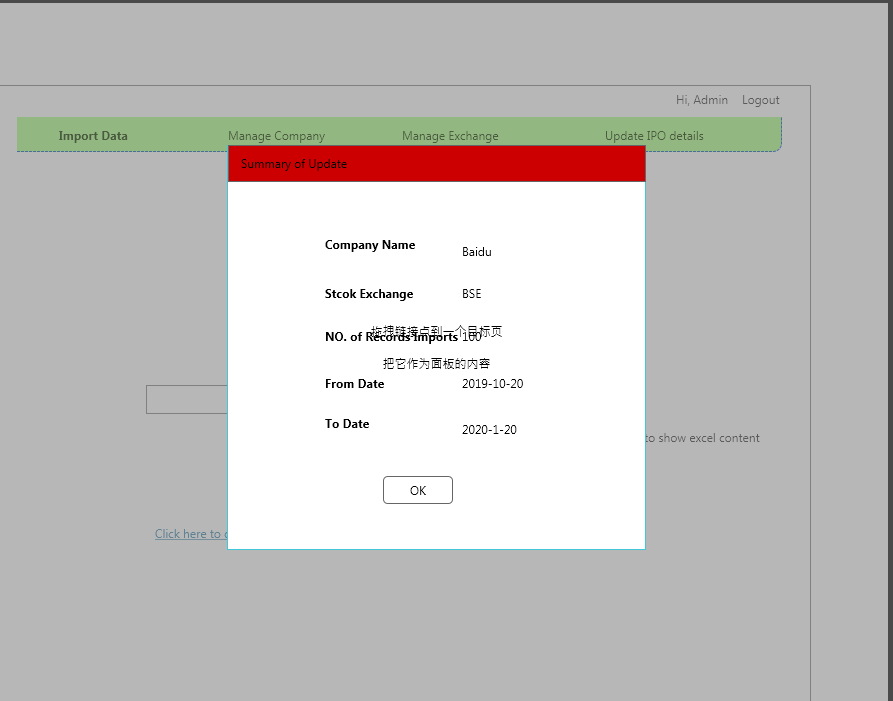 Hi, Admin Logout
Import Data Manage Company Manage Exchange Update IPO details
Summary of Update
Company Name Baidu
Stcok Exchange BSE
拖拽链接点到一个目标页
NO. of Records Imports 100
把它作为面板的内容
From Date 2019-10-20
To Date 2020-1-20
to show excel content
OK
Click here to